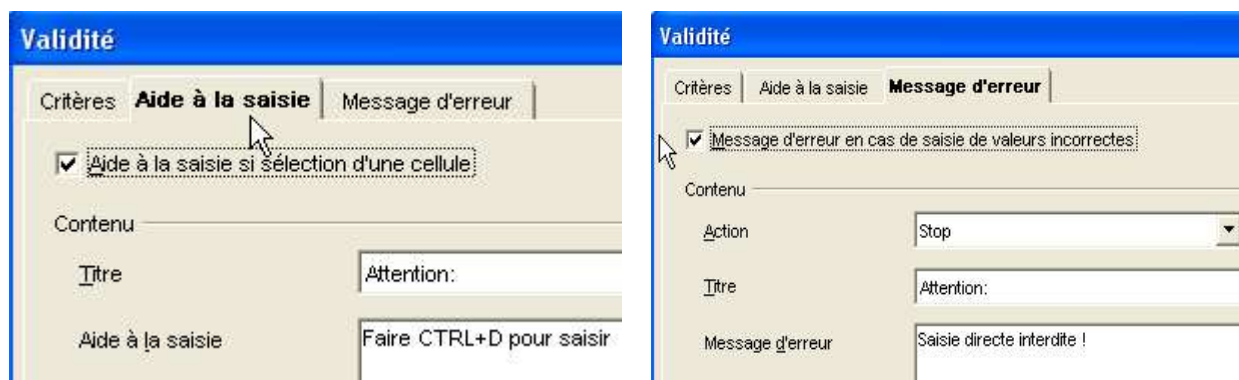 Validité
Critères Aide à la saisie Message d'erreur
Aide à la saisie si sélection d'une cellule
Contenu
Titre Attention:
Aide à la saisie Faire CTRL+D pour saisir
Validité
Critères Aide à la saisie Message d'erreur
Message d'erreur en cas de saisie de valeurs incorrectes
Contenu
Action Stop
Titre Attention:
Message d'erreur Saisie directe interdite !